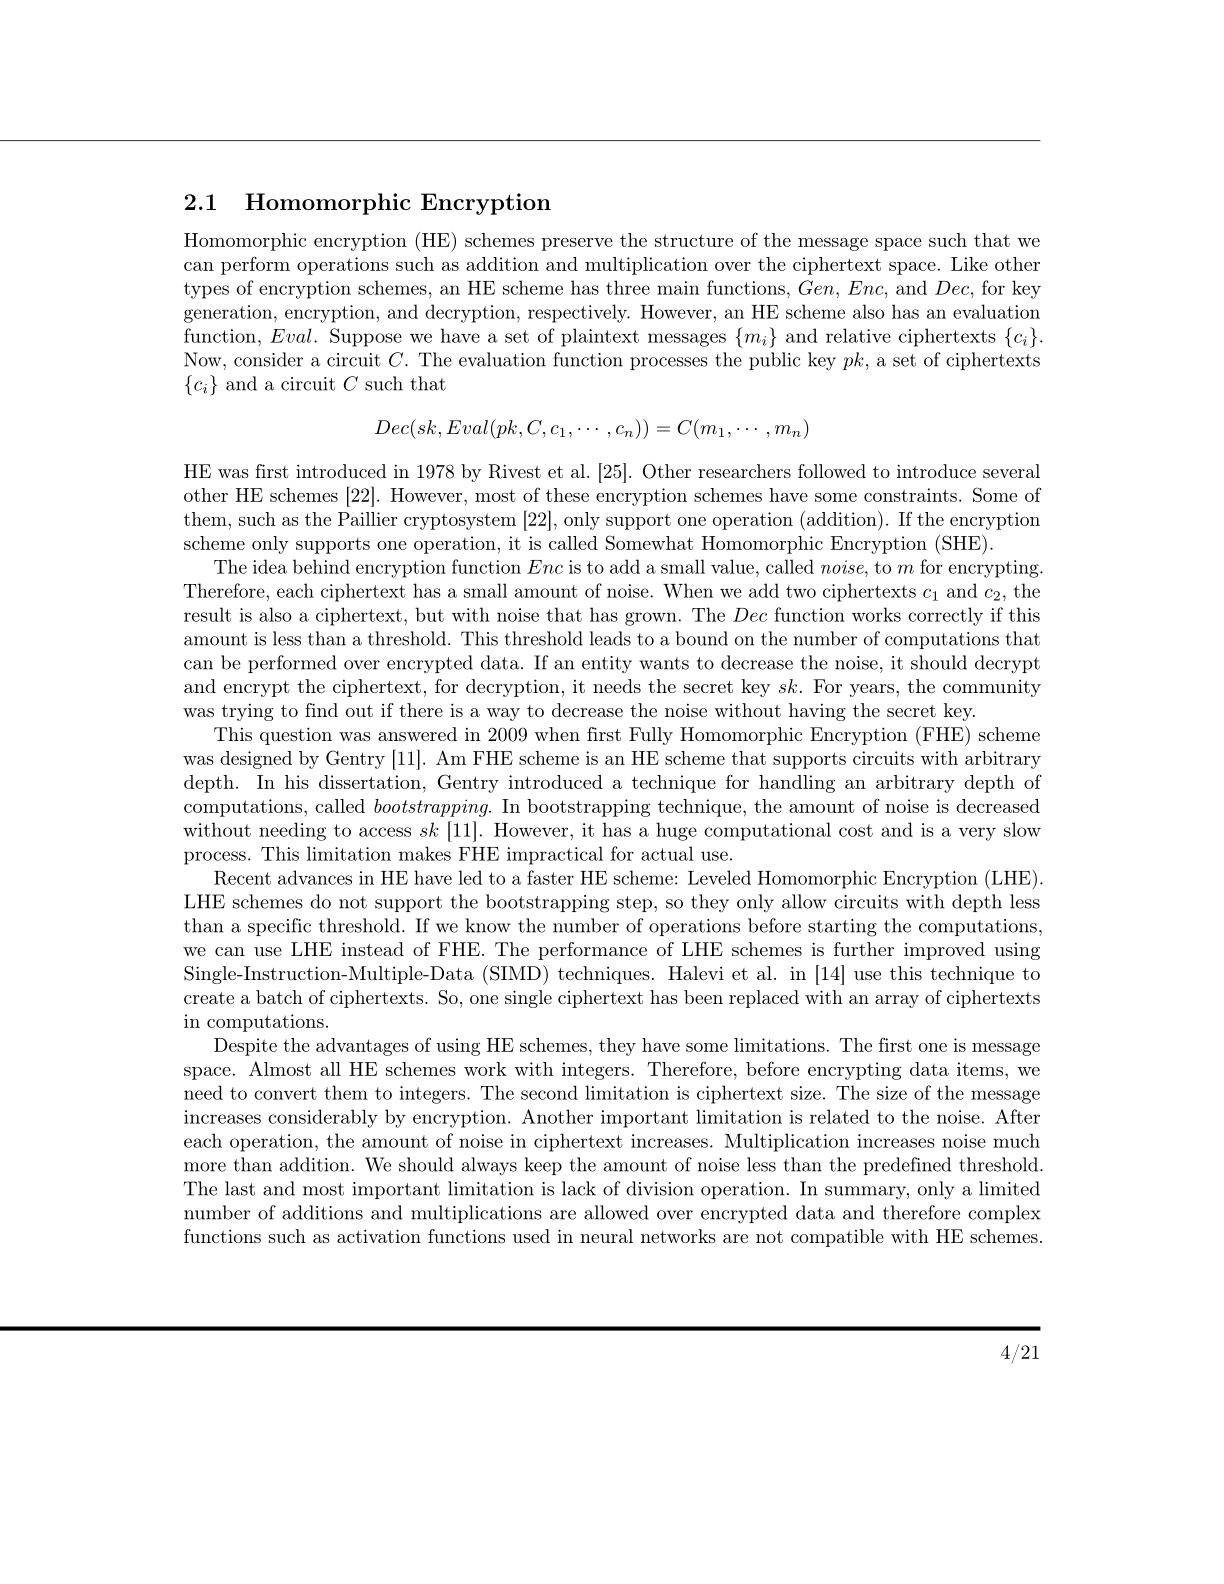 2.1 Homomorphic Encryption
Homomorphic encryption (HE) schemes preserve the structure of the message space such that we
can perform operations such as addition and multiplication over the ciphertext space. Like other
types of encryption schemes, an HE scheme has three main functions, Gen, Enc, and Dec, for key
generation, encryption, and decryption, respectively. However, an HE scheme also has an evaluation
function, Eval. Suppose we have a set of plaintext messages {mᵢ} and relative ciphertexts {cᵢ}.
Now, consider a circuit C. The evaluation function processes the public key pk, a set of ciphertexts
{cᵢ} and a circuit C such that
Dec(sk, Eval(pk, C, c₁, ⋯ , cₙ)) = C(m₁, ⋯ , mₙ)
HE was first introduced in 1978 by Rivest et al. [25]. Other researchers followed to introduce several
other HE schemes [22]. However, most of these encryption schemes have some constraints. Some of
them, such as the Paillier cryptosystem [22], only support one operation (addition). If the encryption
scheme only supports one operation, it is called Somewhat Homomorphic Encryption (SHE).
The idea behind encryption function Enc is to add a small value, called noise, to m for encrypting.
Therefore, each ciphertext has a small amount of noise. When we add two ciphertexts c₁ and c₂, the
result is also a ciphertext, but with noise that has grown. The Dec function works correctly if this
amount is less than a threshold. This threshold leads to a bound on the number of computations that
can be performed over encrypted data. If an entity wants to decrease the noise, it should decrypt
and encrypt the ciphertext, for decryption, it needs the secret key sk. For years, the community
was trying to find out if there is a way to decrease the noise without having the secret key.
This question was answered in 2009 when first Fully Homomorphic Encryption (FHE) scheme
was designed by Gentry [11]. Am FHE scheme is an HE scheme that supports circuits with arbitrary
depth. In his dissertation, Gentry introduced a technique for handling an arbitrary depth of
computations, called bootstrapping. In bootstrapping technique, the amount of noise is decreased
without needing to access sk [11]. However, it has a huge computational cost and is a very slow
process. This limitation makes FHE impractical for actual use.
Recent advances in HE have led to a faster HE scheme: Leveled Homomorphic Encryption (LHE).
LHE schemes do not support the bootstrapping step, so they only allow circuits with depth less
than a specific threshold. If we know the number of operations before starting the computations,
we can use LHE instead of FHE. The performance of LHE schemes is further improved using
Single-Instruction-Multiple-Data (SIMD) techniques. Halevi et al. in [14] use this technique to
create a batch of ciphertexts. So, one single ciphertext has been replaced with an array of ciphertexts
in computations.
Despite the advantages of using HE schemes, they have some limitations. The first one is message
space. Almost all HE schemes work with integers. Therefore, before encrypting data items, we
need to convert them to integers. The second limitation is ciphertext size. The size of the message
increases considerably by encryption. Another important limitation is related to the noise. After
each operation, the amount of noise in ciphertext increases. Multiplication increases noise much
more than addition. We should always keep the amount of noise less than the predefined threshold.
The last and most important limitation is lack of division operation. In summary, only a limited
number of additions and multiplications are allowed over encrypted data and therefore complex
functions such as activation functions used in neural networks are not compatible with HE schemes.
4/21